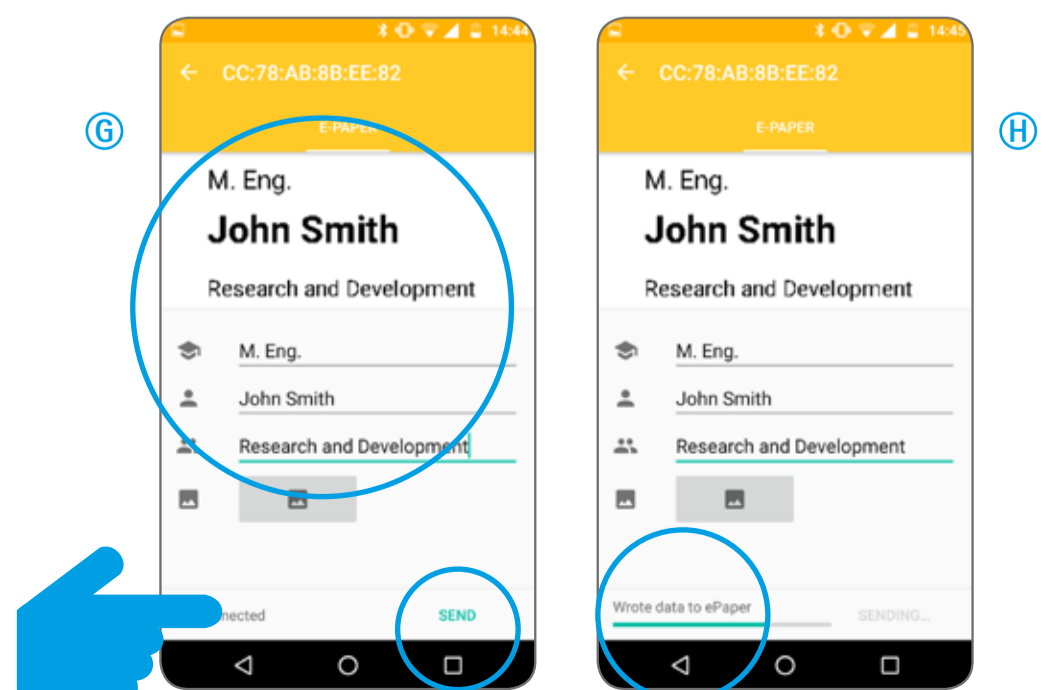 G
14:44
CC:78:AB:8B:EE:82
E-PAPER
M. Eng.
John Smith
Research and Development
M. Eng.
John Smith
Research and Development
nected
SEND
H
14:45
CC:78:AB:8B:EE:82
E-PAPER
M. Eng.
John Smith
Research and Development
M. Eng.
John Smith
Research and Development
Wrote data to ePaper
SENDING...